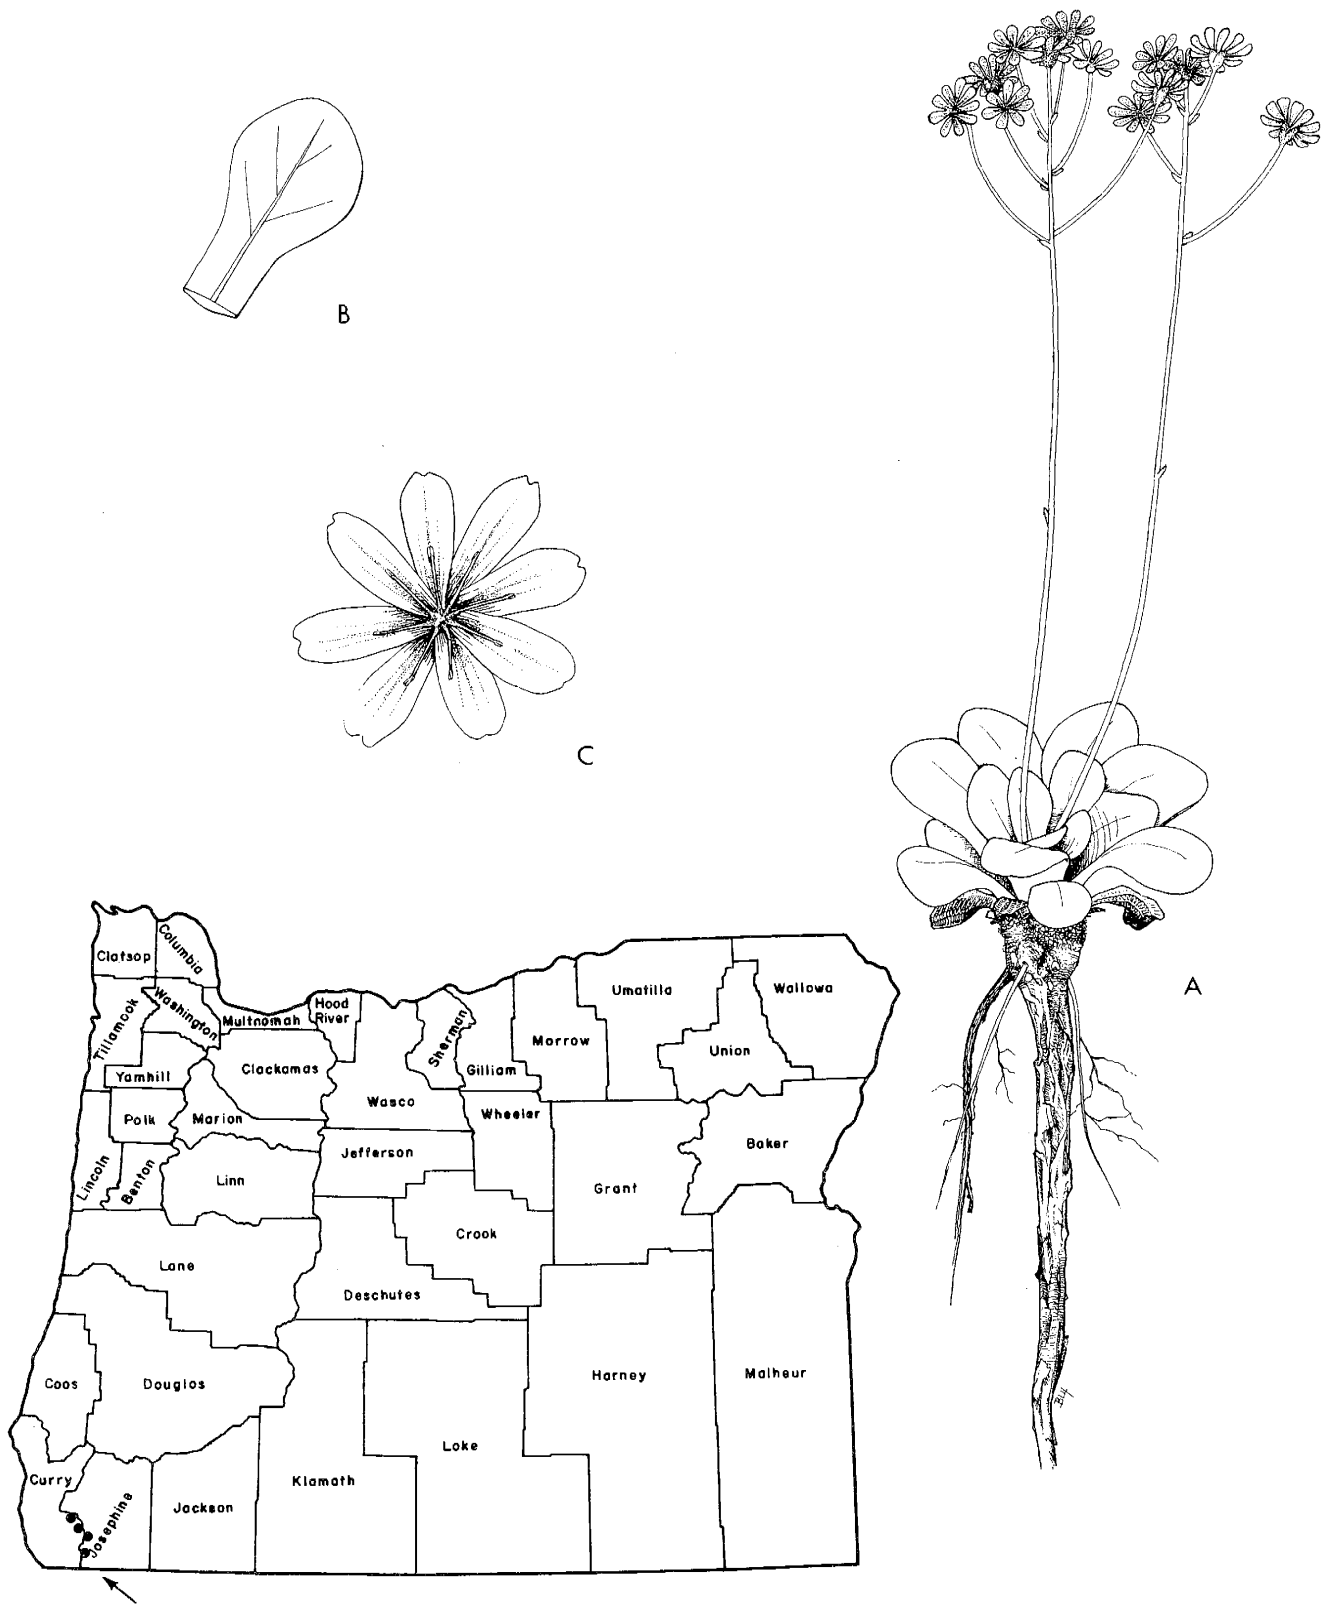 B
C
A
Clatsop
Columbia
Tillamook
Washington
Multnomah
Hood
River
Yamhill
Clackamas
Sherman
Gilliam
Morrow
Umatilla
Union
Wallowa
Polk
Marion
Wasco
Wheeler
Lincoln
Benton
Linn
Jefferson
Grant
Baker
Lane
Crook
Deschutes
Coos
Douglas
Harney
Malheur
Curry
Josephine
Jackson
Klamath
Lake